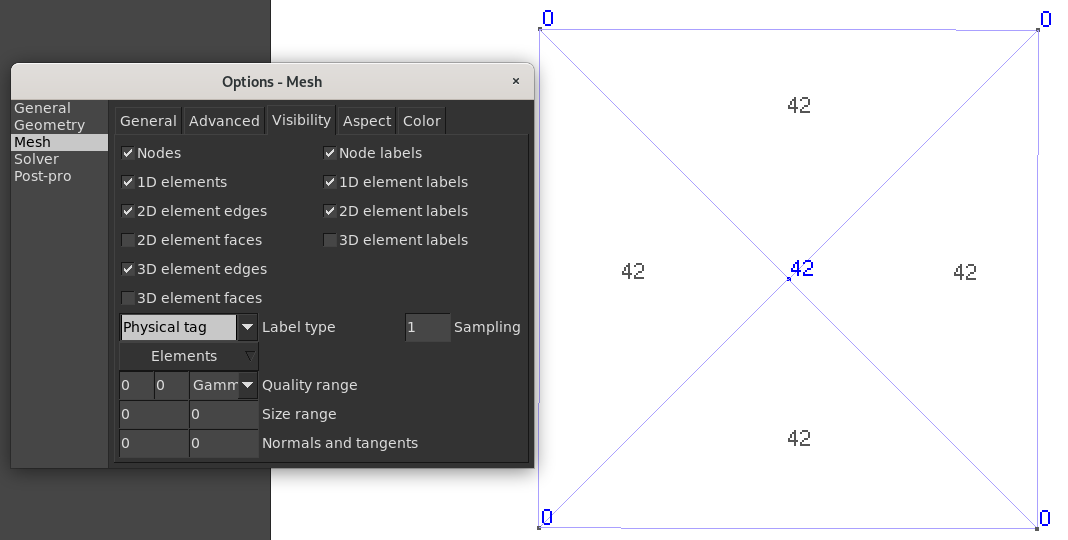 Options - Mesh
×
General
Geometry
Mesh
Solver
Post-pro
General Advanced Visibility Aspect Color
Nodes Node labels
1D elements 1D element labels
2D element edges 2D element labels
2D element faces 3D element labels
3D element edges
3D element faces
Physical tag Label type 1 Sampling
Elements
0 0 Gamm Quality range
0 0 Size range
0 0 Normals and tangents
0 0
42
42 42 42
42
0 0